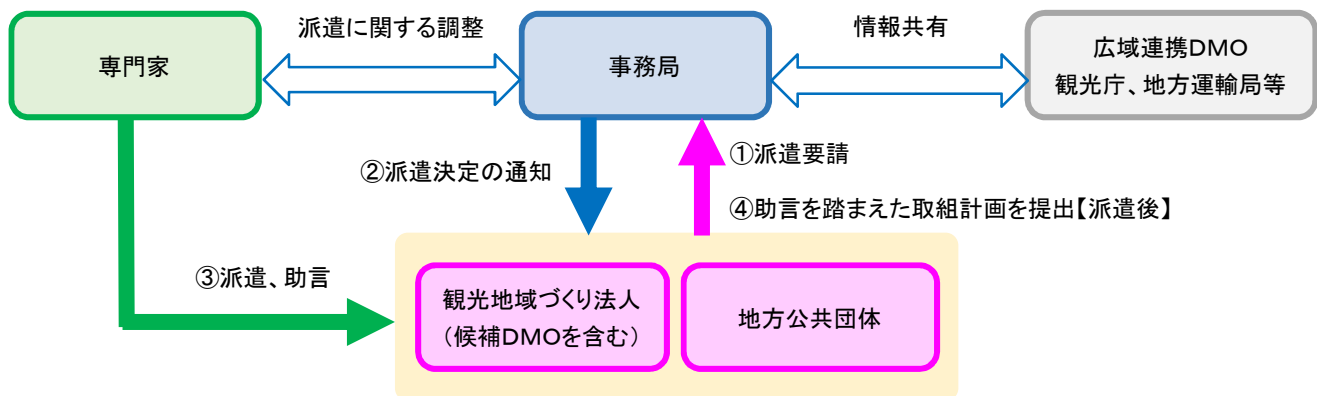 派遣に関する調整
情報共有
専門家
事務局
広域連携DMO
観光庁、地方運輸局等
①派遣要請
②派遣決定の通知
④助言を踏まえた取組計画を提出【派遣後】
③派遣、助言
観光地域づくり法人
（候補DMOを含む）
地方公共団体